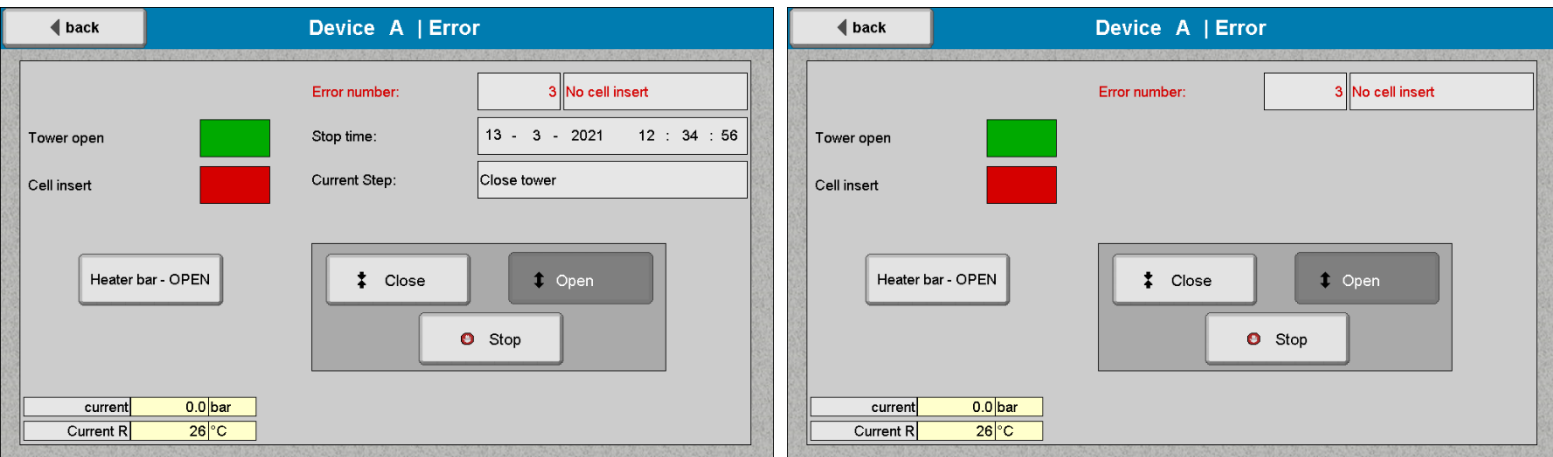 back
Device A | Error
Error number:
3 No cell insert
Tower open
Stop time:
13 - 3 - 2021 12 : 34 : 56
Cell insert
Current Step:
Close tower
Heater bar - OPEN
Close
Open
Stop
current 0.0 bar
Current R 26 °C
back
Device A | Error
Error number:
3 No cell insert
Tower open
Cell insert
Heater bar - OPEN
Close
Open
Stop
current 0.0 bar
Current R 26 °C